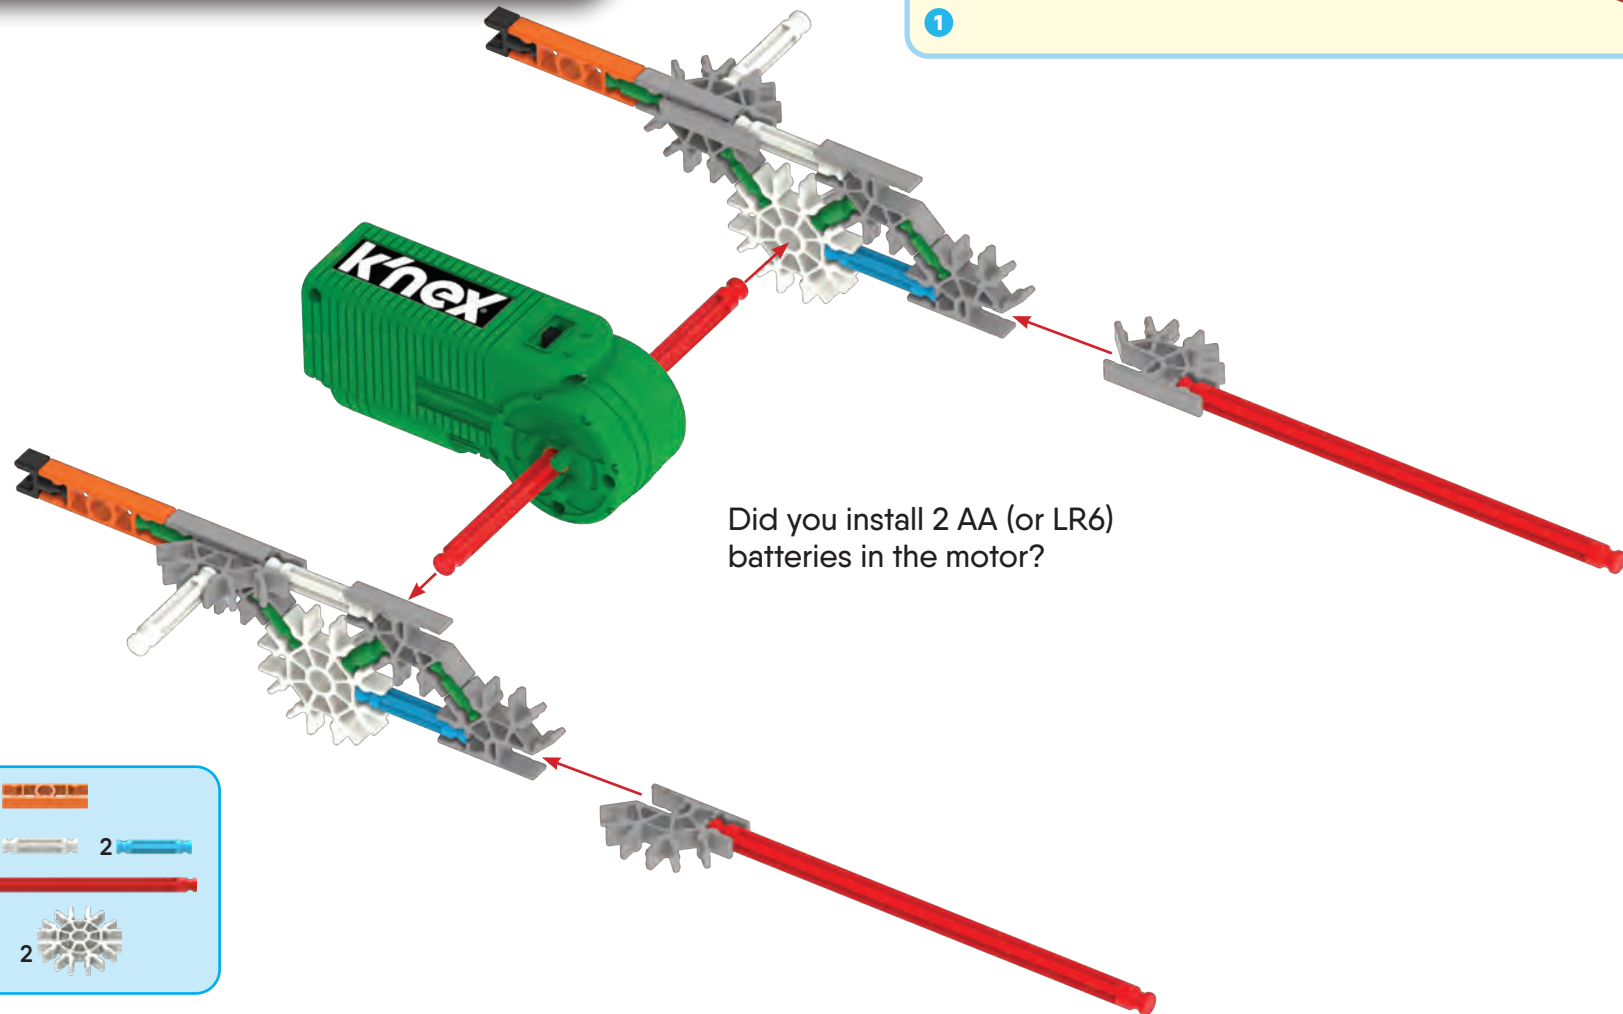 1
k'nex
Did you install 2 AA (or LR6)
batteries in the motor?
2
2